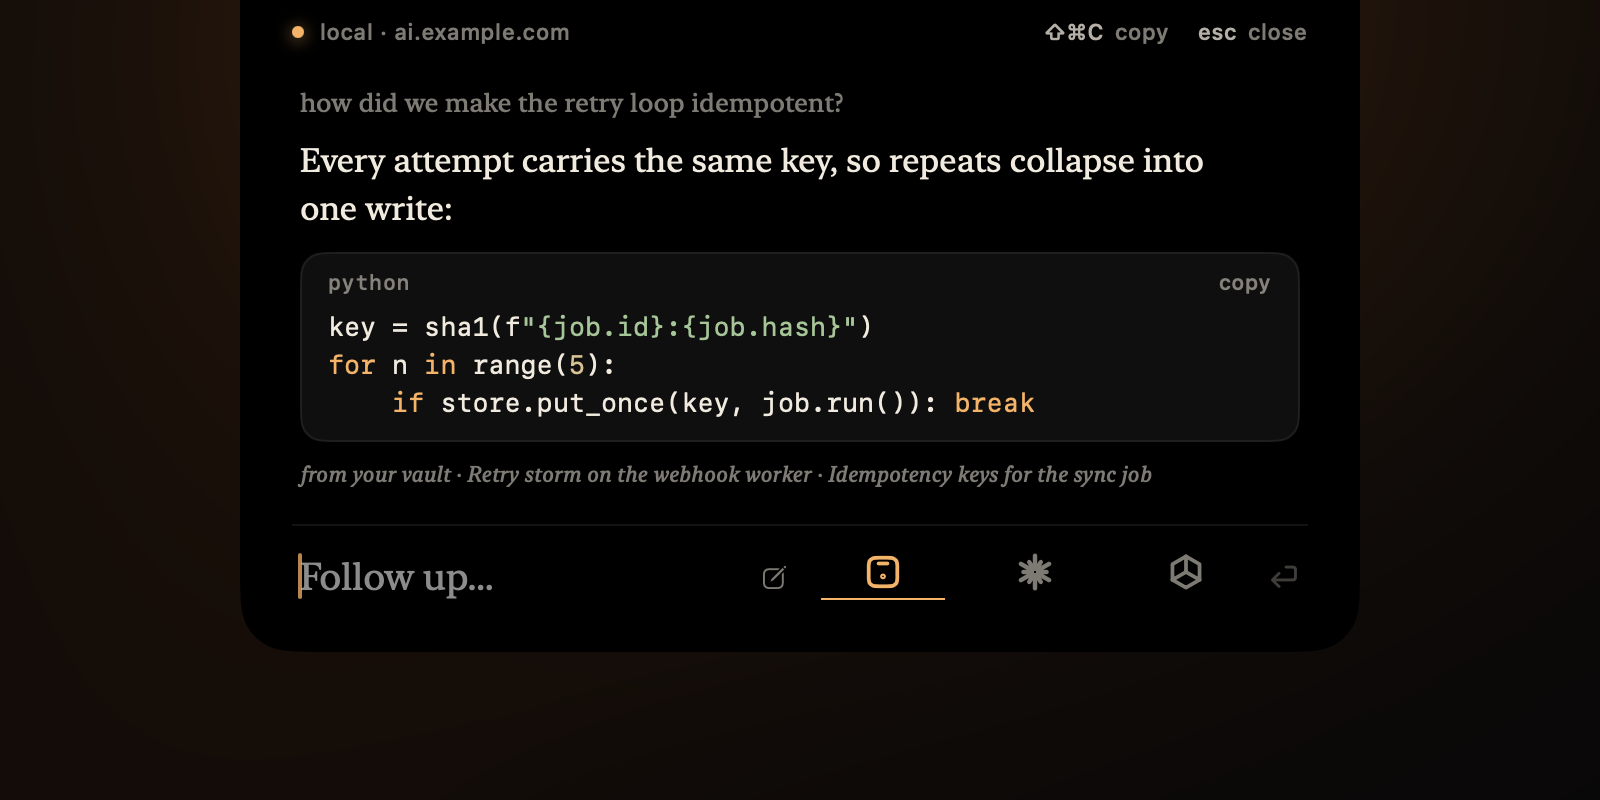 local · ai.example.com
⇧⌘C copy esc close
how did we make the retry loop idempotent?
Every attempt carries the same key, so repeats collapse into
one write:
python
copy
key = sha1(f"{job.id}:{job.hash}")
for n in range(5):
    if store.put_once(key, job.run()): break
from your vault · Retry storm on the webhook worker · Idempotency keys for the sync job
Follow up...